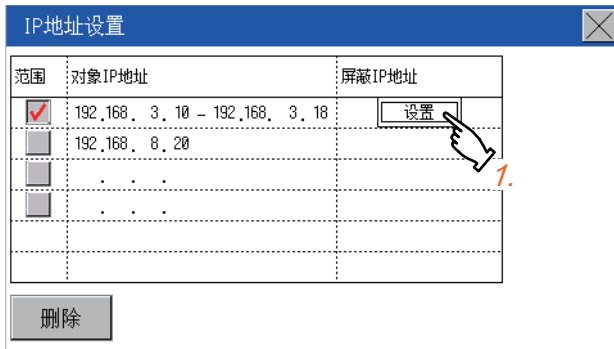 IP地址设置
范围 对象IP地址 屏蔽IP地址
192.168. 3. 10 - 192.168. 3. 18 设置
192.168. 8. 20
. . .
. . .
1.
删除